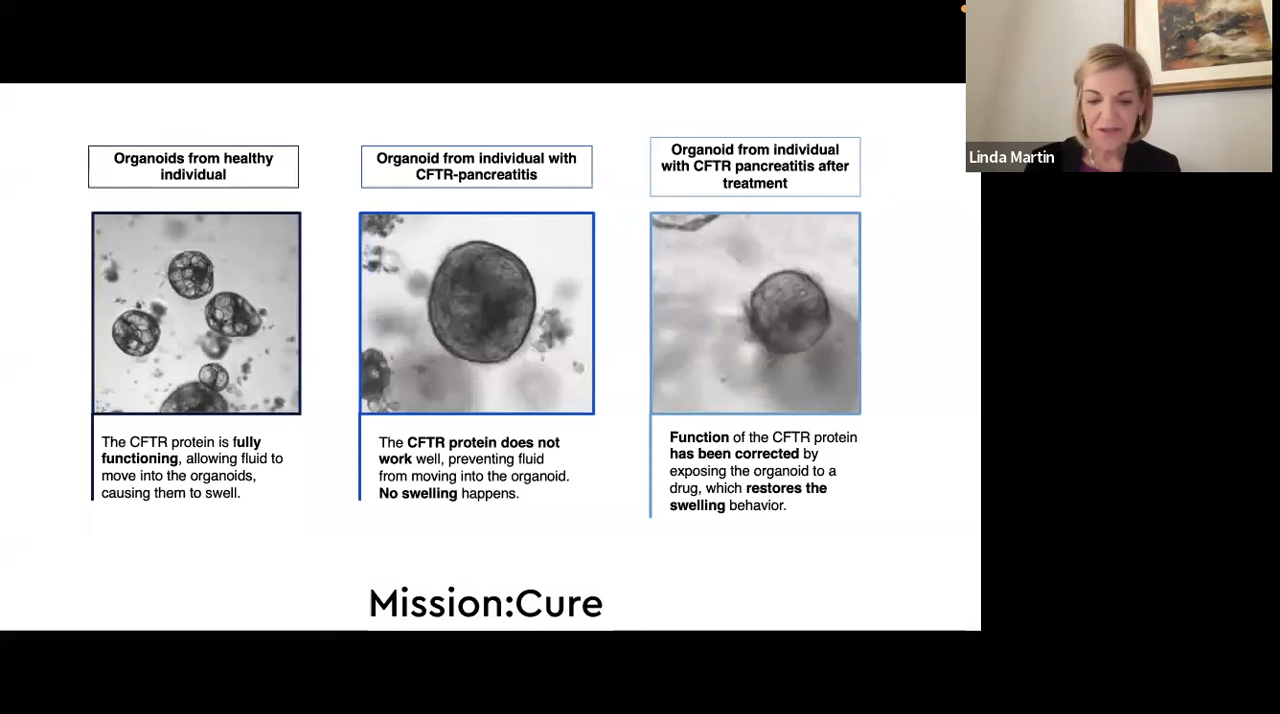 Organoids from healthy
individual
The CFTR protein is fully
functioning, allowing fluid to
move into the organoids,
causing them to swell.
Organoid from individual with
CFTR-pancreatitis
The CFTR protein does not
work well, preventing fluid
from moving into the organoid.
No swelling happens.
Organoid from individual
with CFTR pancreatitis after
treatment
Function of the CFTR protein
has been corrected by
exposing the organoid to a
drug, which restores the
swelling behavior.
Mission:Cure
Linda Martin